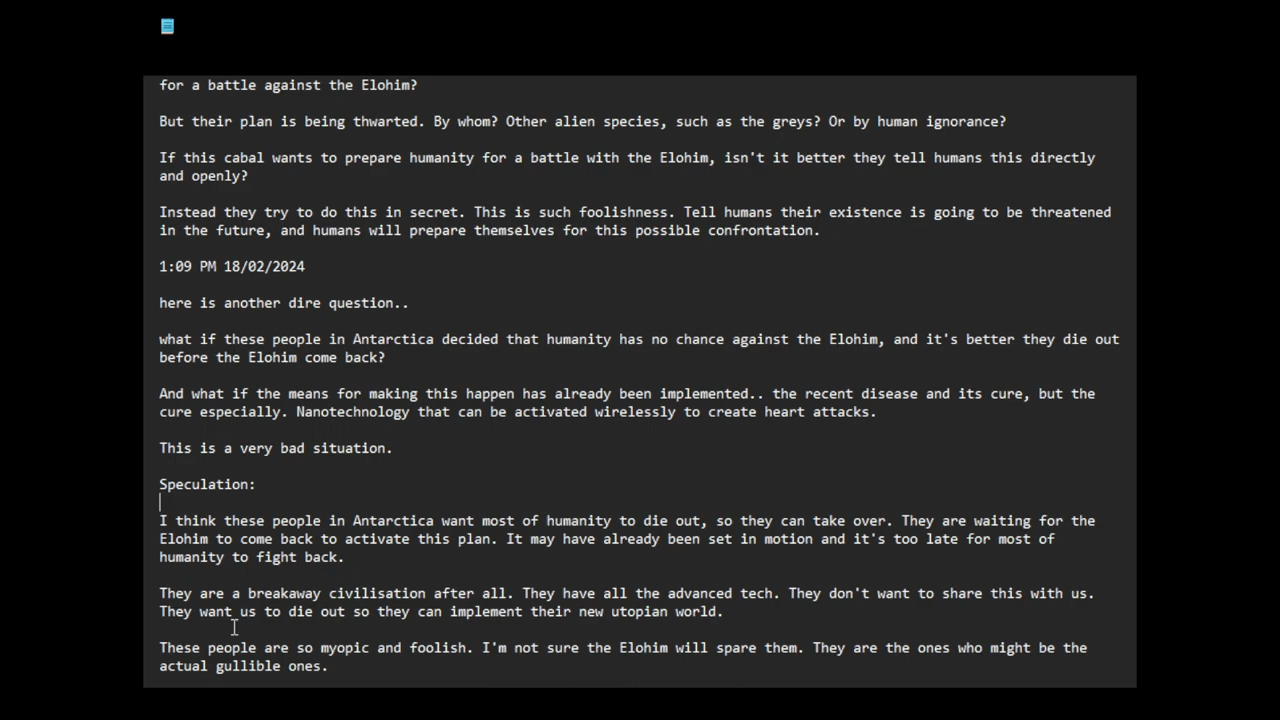 for a battle against the Elohim?
But their plan is being thwarted. By whom? Other alien species, such as the greys? Or by human ignorance?
If this cabal wants to prepare humanity for a battle with the Elohim, isn't it better they tell humans this directly
and openly?
Instead they try to do this in secret. This is such foolishness. Tell humans their existence is going to be threatened
in the future, and humans will prepare themselves for this possible confrontation.
1:09 PM 18/02/2024
here is another dire question..
what if these people in Antarctica decided that humanity has no chance against the Elohim, and it's better they die out
before the Elohim come back?
And what if the means for making this happen has already been implemented.. the recent disease and its cure, but the
cure especially. Nanotechnology that can be activated wirelessly to create heart attacks.
This is a very bad situation.
Speculation:
I think these people in Antarctica want most of humanity to die out, so they can take over. They are waiting for the
Elohim to come back to activate this plan. It may have already been set in motion and it's too late for most of
humanity to fight back.
They are a breakaway civilisation after all. They have all the advanced tech. They don't want to share this with us.
They want us to die out so they can implement their new utopian world.
These people are so myopic and foolish. I'm not sure the Elohim will spare them. They are the ones who might be the
actual gullible ones.